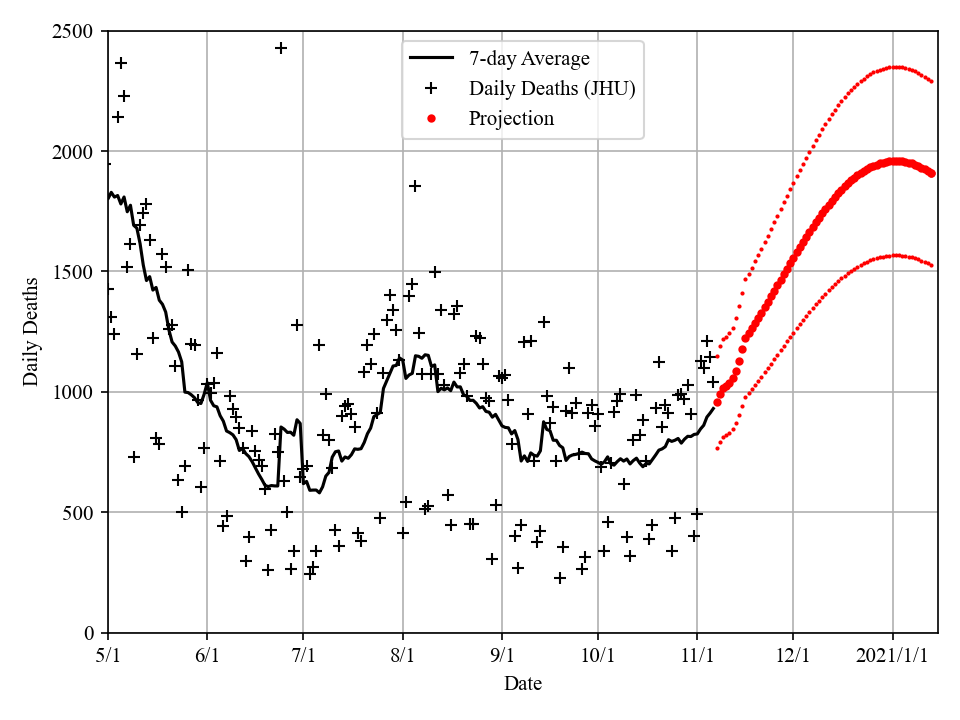 2500
2000
1500
1000
500
0
Daily Deaths
7-day Average
Daily Deaths (JHU)
Projection
5/1 6/1 7/1 8/1 9/1 10/1 11/1 12/1 2021/1/1
Date